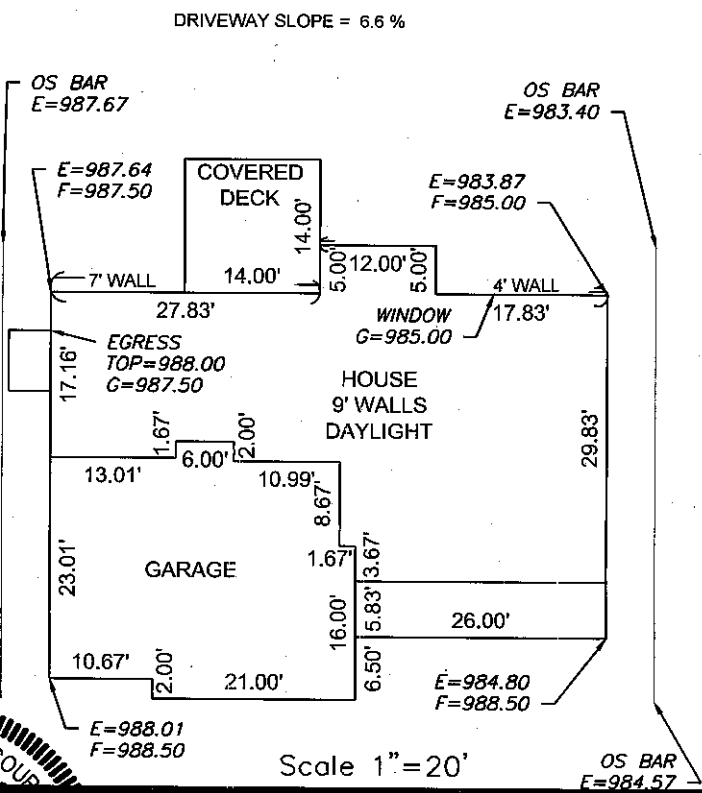 DRIVEWAY SLOPE = 6.6 %
OS BAR
E=987.67
OS BAR
E=983.40
E=987.64
F=987.50
COVERED
DECK
E=983.87
F=985.00
14.00'
7' WALL
14.00'
5.00'
12.00'
5.00'
4' WALL
27.83'
WINDOW
G=985.00
17.83'
EGRESS
TOP=988.00
G=987.50
17.16'
HOUSE
9' WALLS
DAYLIGHT
29.83'
1.67'
6.00'
2.00'
13.01'
10.99'
8.67'
23.01'
GARAGE
1.67'
3.67'
16.00'
5.83'
26.00'
10.67'
2.00'
21.00'
6.50'
E=984.80
F=988.50
E=988.01
F=988.50
Scale 1"=20'
OS BAR
E=984.57